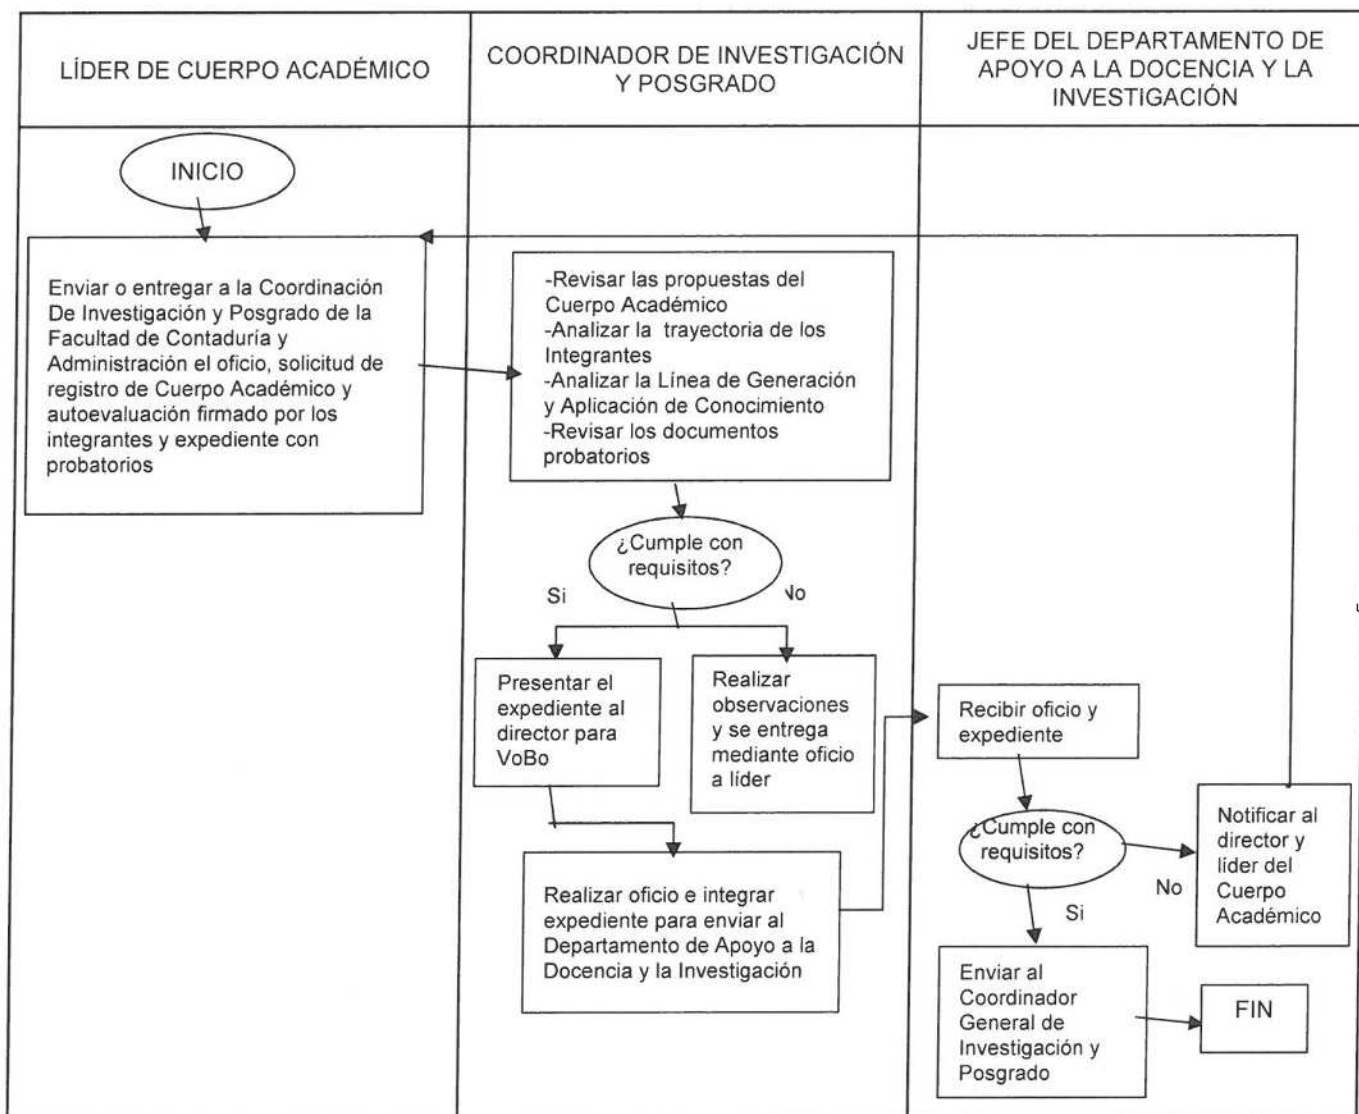 LÍDER DE CUERPO ACADÉMICO
COORDINADOR DE INVESTIGACIÓN
Y POSGRADO
JEFE DEL DEPARTAMENTO DE
APOYO A LA DOCENCIA Y LA
INVESTIGACIÓN
INICIO
Enviar o entregar a la Coordinación
De Investigación y Posgrado de la
Facultad de Contaduría y
Administración el oficio, solicitud de
registro de Cuerpo Académico y
autoevaluación firmado por los
integrantes y expediente con
probatorios
-Revisar las propuestas del
Cuerpo Académico
-Analizar la trayectoria de los
Integrantes
-Analizar la Línea de Generación
y Aplicación de Conocimiento
-Revisar los documentos
probatorios
¿Cumple con
requisitos?
Si
No
Presentar el
expediente al
director para
VoBo
Realizar
observaciones
y se entrega
mediante oficio
a líder
Realizar oficio e integrar
expediente para enviar al
Departamento de Apoyo a la
Docencia y la Investigación
Recibir oficio y
expediente
¿Cumple con
requisitos?
No
Si
Notificar al
director y
líder del
Cuerpo
Académico
Enviar al
Coordinador
General de
Investigación y
Posgrado
FIN